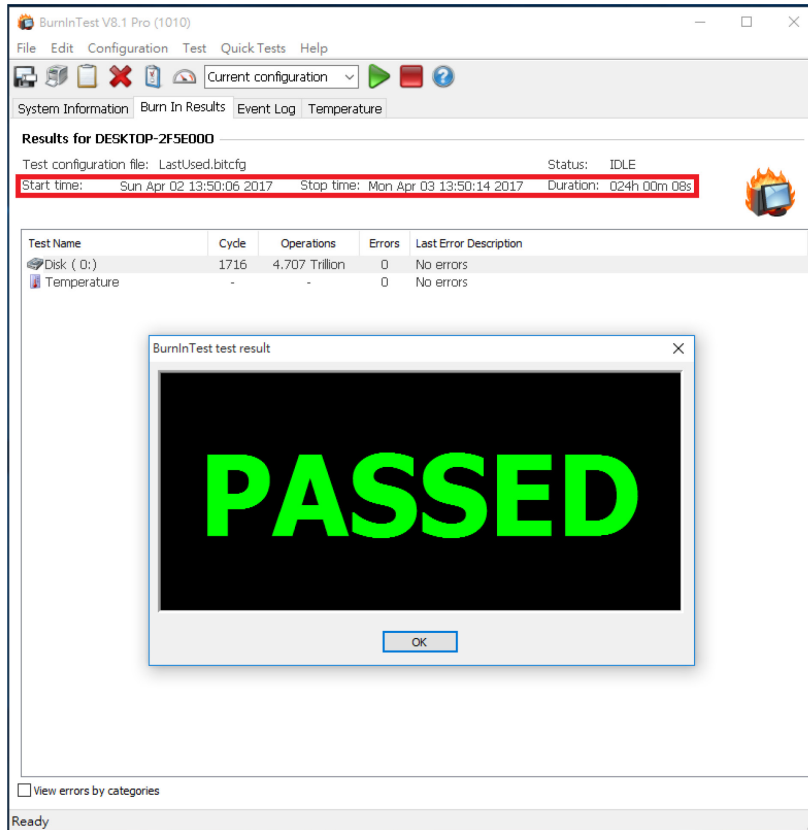 BurnInTest V8.1 Pro (1010)
File Edit Configuration Test Quick Tests Help
Current configuration
System Information Burn In Results Event Log Temperature
Results for DESKTOP-2F5E0O0
Test configuration file: LastUsed.bitcfg Status: IDLE
Start time: Sun Apr 02 13:50:06 2017 Stop time: Mon Apr 03 13:50:14 2017 Duration: 024h 00m 08s
Test Name Cycle Operations Errors Last Error Description
Disk ( O:) 1716 4.707 Trillion 0 No errors
Temperature - - 0 No errors
BurnInTest test result
PASSED
OK
View errors by categories
Ready